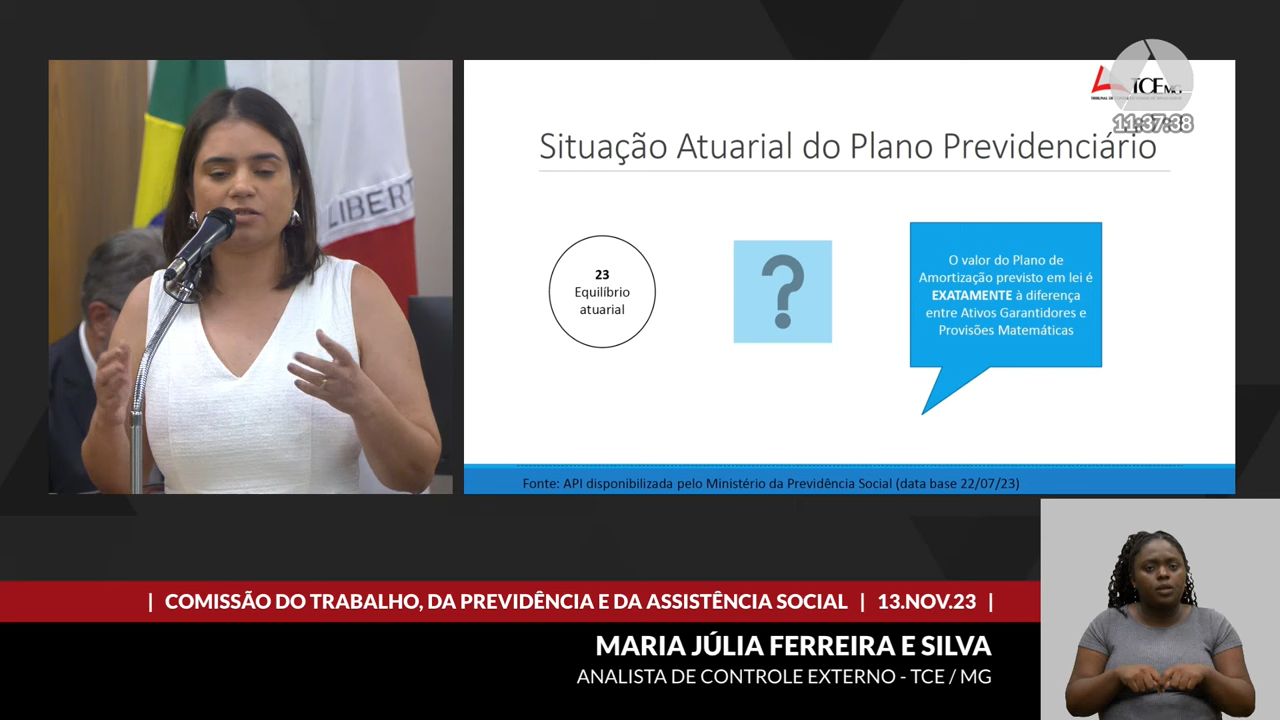 LIBERT
TCE MG
11:37:38
Situação Atuarial do Plano Previdenciário
23
Equilíbrio
atuarial
?
O valor do Plano de
Amortização previsto em lei é
EXATAMENTE à diferença
entre Ativos Garantidores e
Provisões Matemáticas
Fonte: API disponibilizada pelo Ministério da Previdência Social (data base 22/07/23)
| COMISSÃO DO TRABALHO, DA PREVIDÊNCIA E DA ASSISTÊNCIA SOCIAL | 13.NOV.23 |
MARIA JÚLIA FERREIRA E SILVA
ANALISTA DE CONTROLE EXTERNO - TCE / MG